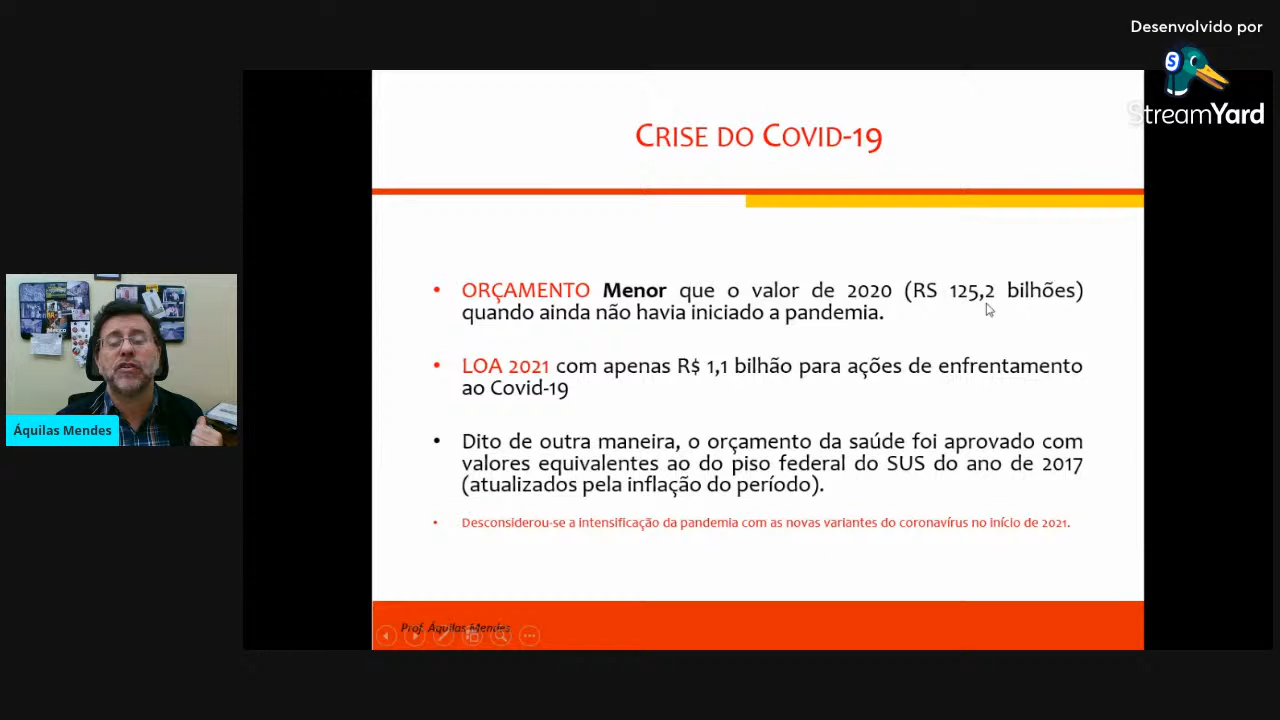 Desenvolvido por
StreamYard
CRISE DO COVID-19
• ORÇAMENTO Menor que o valor de 2020 (RS 125,2 bilhões)
quando ainda não havia iniciado a pandemia.
• LOA 2021 com apenas R$ 1,1 bilhão para ações de enfrentamento
ao Covid-19
• Dito de outra maneira, o orçamento da saúde foi aprovado com
valores equivalentes ao do piso federal do SUS do ano de 2017
(atualizados pela inflação do período).
• Desconsiderou-se a intensificação da pandemia com as novas variantes do coronavírus no início de 2021.
Áquilas Mendes
Prof. Áquilas Mendes